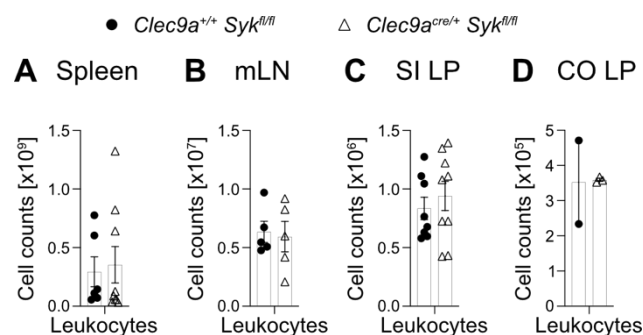 ● Clec9a+/+ Sykfl/fl △ Clec9acre/+ Sykfl/fl
A Spleen B mLN C SI LP D CO LP
Cell counts [x10⁹]
1.5
1.0
0.5
0.0
Leukocytes
Cell counts [x10⁷]
1.5
1.0
0.5
0.0
Leukocytes
Cell counts [x10⁶]
1.5
1.0
0.5
0.0
Leukocytes
Cell counts [x10⁵]
5
4
3
2
1
0
Leukocytes